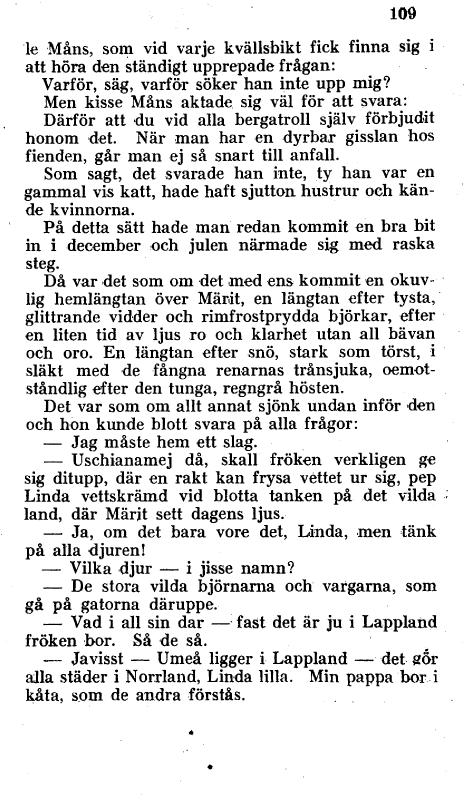 109
le Måns, som vid varje kvällsbikt fick finna sig i
att höra den ständigt upprepade frågan:
Varför, säg, varför söker han inte upp mig?
Men kisse Måns aktade sig väl för att svara:
Därför att du vid alla bergatroll själv förbjudit
honom det. När man har en dyrbar gisslan hos
fienden, går man ej så snart till anfall.
Som sagt, det svarade han inte, ty han var en
gammal vis katt, hade haft sjutton hustrur och kän-
de kvinnorna.
På detta sätt hade man redan kommit en bra bit
in i december och julen närmade sig med raska
steg.
Då var det som om det med ens kommit en okuv-
lig hemlängtan över Märit, en längtan efter tysta,
glittrande vidder och rimfrostprydda björkar, efter
en liten tid av ljus ro och klarhet utan all bävan
och oro. En längtan efter snö, stark som törst, i
släkt med de fångna renarnas trånsjuka, oemot-
ståndlig efter den tunga, regngrå hösten.
Det var som om allt annat sjönk undan inför den
och hon kunde blott svara på alla frågor:
— Jag måste hem ett slag.
— Uschianamej då, skall fröken verkligen ge
sig ditupp, där en rakt kan frysa vettet ur sig, pep
Linda vettskrämd vid blotta tanken på det vilda
land, där Märit sett dagens ljus.
— Ja, om det bara vore det, Linda, men tänk
på alla djuren!
— Vilka djur — i jisse namn?
— De stora vilda björnarna och vargarna, som
gå på gatorna däruppe.
— Vad i all sin dar — fast det är ju i Lappland
fröken bor. Så de så.
— Javisst — Umeå ligger i Lappland — det gör
alla städer i Norrland, Linda lilla. Min pappa bor i
kåta, som de andra förstås.